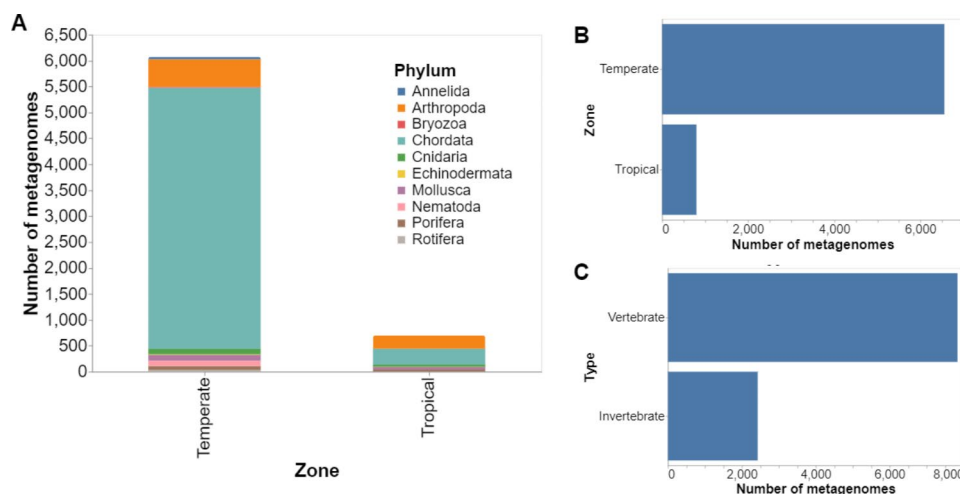 A
Number of metagenomes
6,500
6,000
5,500
5,000
4,500
4,000
3,500
3,000
2,500
2,000
1,500
1,000
500
0
Phylum
Annelida
Arthropoda
Bryozoa
Chordata
Cnidaria
Echinodermata
Mollusca
Nematoda
Porifera
Rotifera
Temperate
Tropical
Zone
B
Zone
Temperate
Tropical
0 2,000 4,000 6,000
Number of metagenomes
C
Type
Vertebrate
Invertebrate
0 2,000 4,000 6,000 8,000
Number of metagenomes